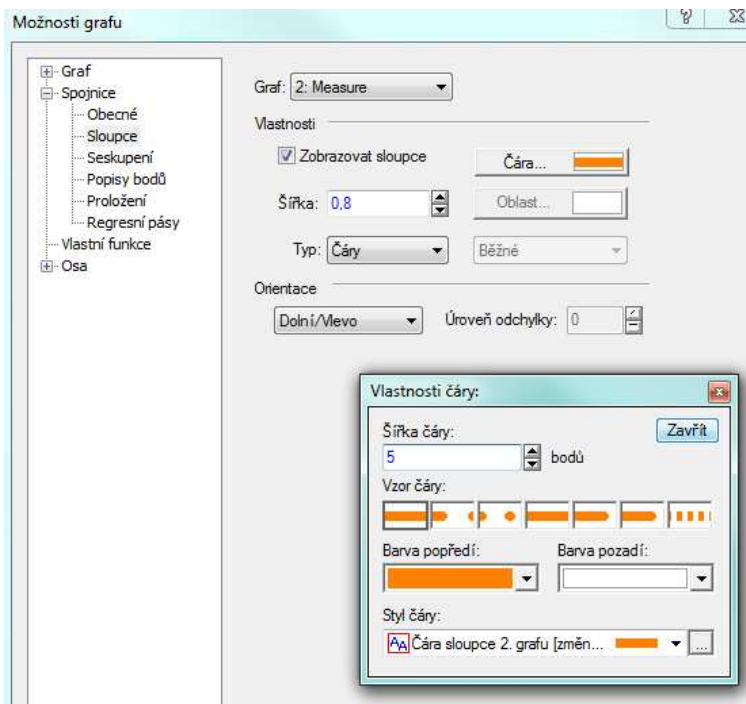 Možnosti grafu
Graf
Spojnice
Obecné
Sloupce
Seskupení
Popisy bodů
Proložení
Regresní pásy
Vlastní funkce
Osa
Graf: 2: Measure
Vlastnosti
Zobrazovat sloupce Čára...
Šířka: 0,8 Oblast...
Typ: Čáry Běžné
Orientace
Dolní/Vlevo Úroveň odchylky: 0
Vlastnosti čáry:
Šířka čáry: Zavřít
5 bodů
Vzor čáry:
Barva popředí: Barva pozadí:
Styl čáry:
AA Čára sloupce 2. grafu [změn... ...